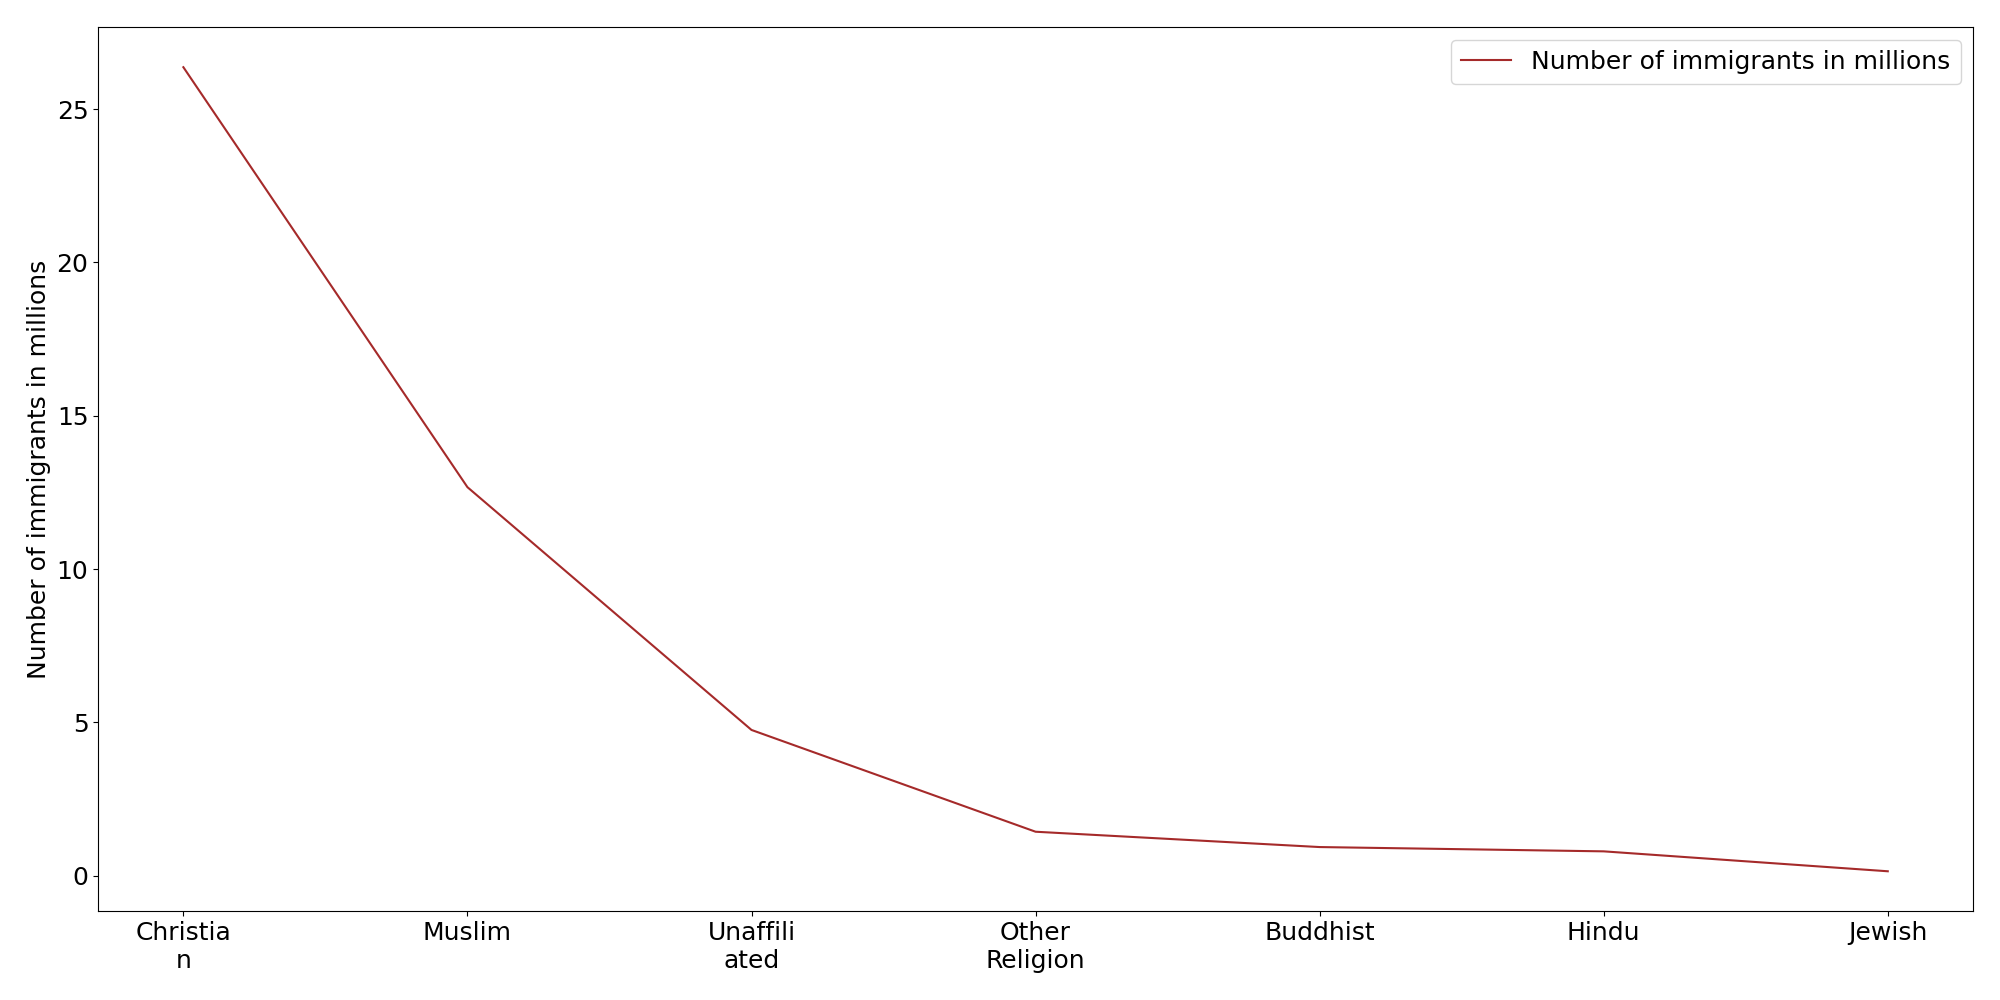 Number of immigrants in millions
Number of immigrants in millions
25
20
15
10
5
0
Christia
n
Muslim
Unaffili
ated
Other
Religion
Buddhist
Hindu
Jewish